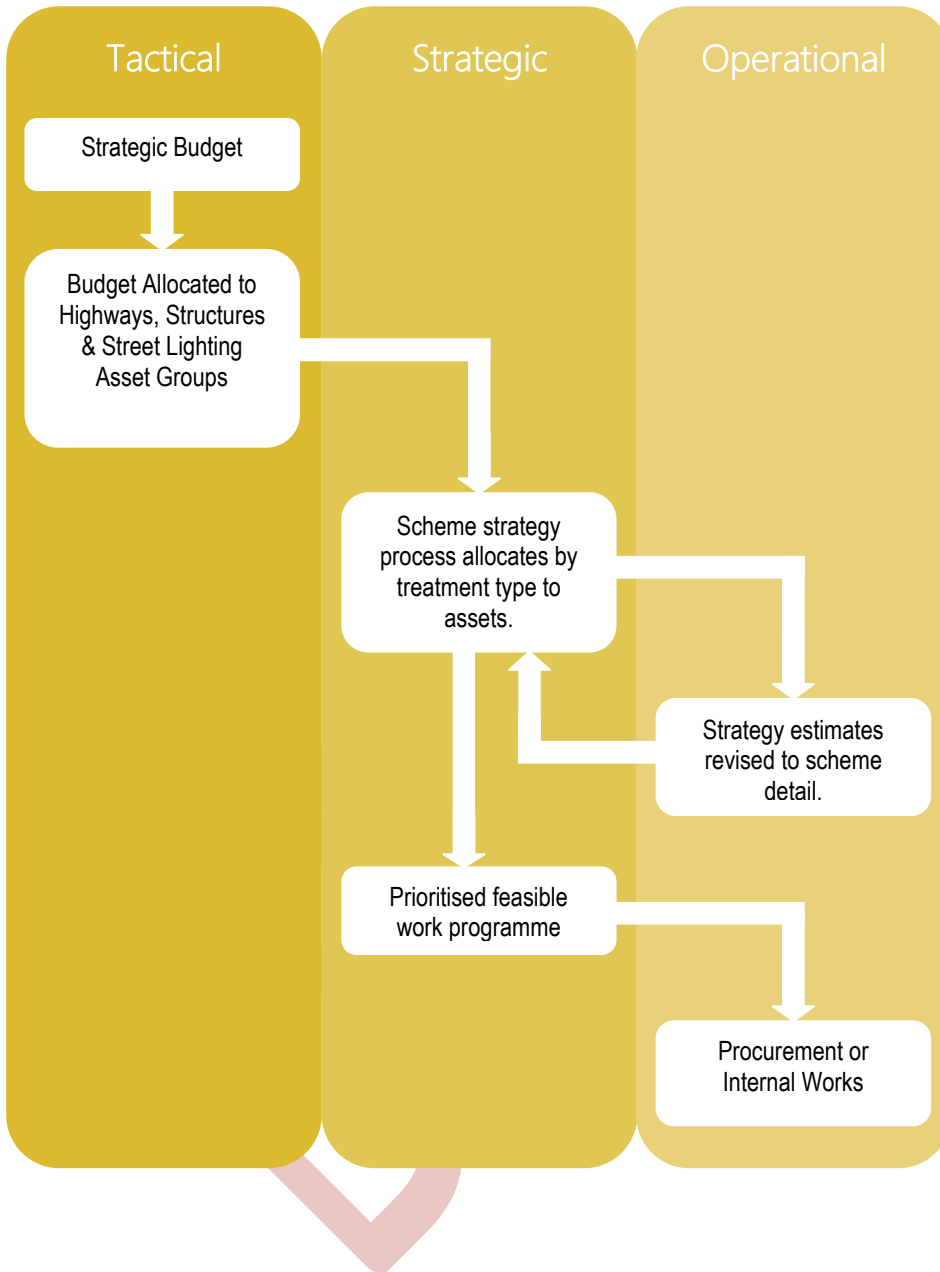 Tactical
Strategic
Operational
Strategic Budget
Budget Allocated to
Highways, Structures
& Street Lighting
Asset Groups
Scheme strategy
process allocates by
treatment type to
assets.
Strategy estimates
revised to scheme
detail.
Prioritised feasible
work programme
Procurement or
Internal Works